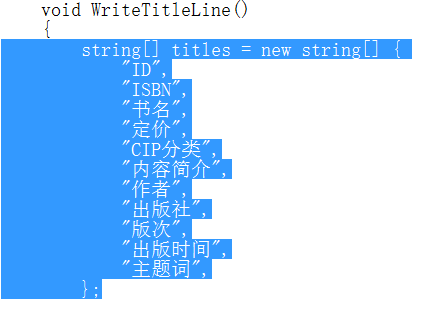 void WriteTitleLine()
{
string[] titles = new string[] {
"ID",
"ISBN",
"书名",
"定价",
"CIP分类",
"内容简介",
"作者",
"出版社",
"版次",
"出版时间",
"主题词",
};